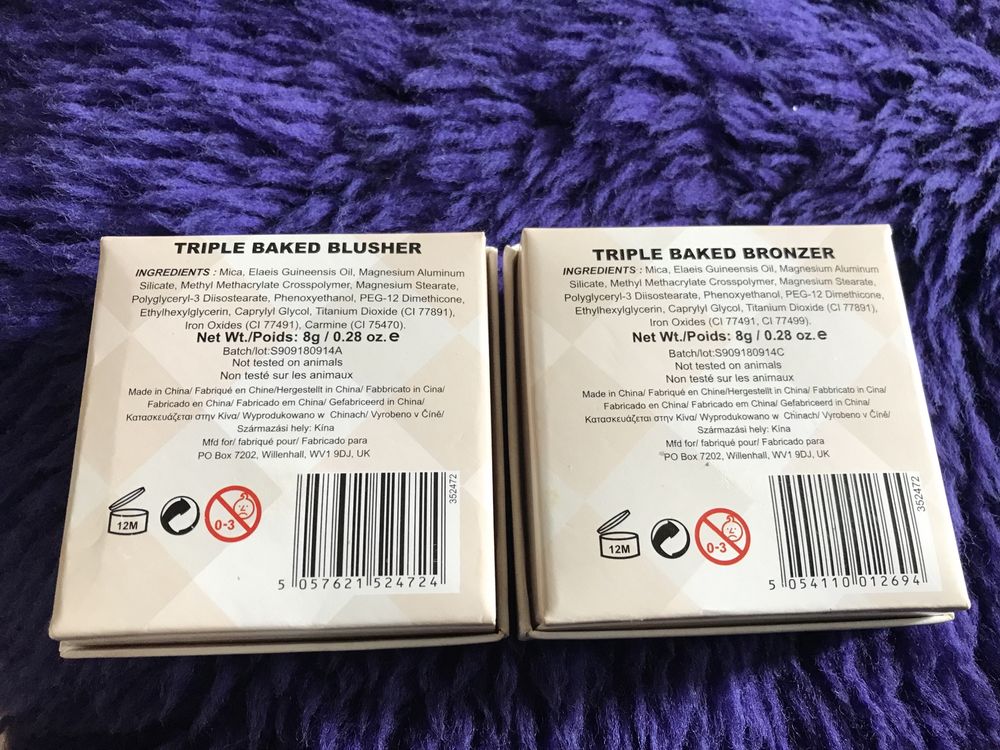 TRIPLE BAKED BLUSHER
INGREDIENTS : Mica, Elaeis Guineensis Oil, Magnesium Aluminum
Silicate, Methyl Methacrylate Crosspolymer, Magnesium Stearate,
Polyglyceryl-3 Diisostearate, Phenoxyethanol, PEG-12 Dimethicone,
Ethylhexylglycerin, Caprylyl Glycol, Titanium Dioxide (CI 77891),
Iron Oxides (CI 77491), Carmine (CI 75470).
Net Wt./Poids: 8g / 0.28 oz. e
Batch/lot:S909180914A
Not tested on animals
Non testé sur les animaux
Made in China/ Fabriqué en Chine/Hergestellt in China/ Fabbricato in Cina/
Fabricado en China/ Fabricado em China/ Gefabriceerd in China/
Κατασκευάζεται στην Κίνα/ Wyprodukowano w Chinach/ Vyrobeno v Číně/
Származási hely: Kína
Mfd for/ fabriqué pour/ Fabricado para
PO Box 7202, Willenhall, WV1 9DJ, UK
12M
0-3
352472
5 057621 524724
TRIPLE BAKED BRONZER
INGREDIENTS : Mica, Elaeis Guineensis Oil, Magnesium Aluminum
Silicate, Methyl Methacrylate Crosspolymer, Magnesium Stearate,
Polyglyceryl-3 Diisostearate, Phenoxyethanol, PEG-12 Dimethicone,
Ethylhexylglycerin, Caprylyl Glycol, Titanium Dioxide (CI 77891),
Iron Oxides (CI 77491, CI 77499).
Net Wt./Poids: 8g / 0.28 oz. e
Batch/lot:S909180914C
Not tested on animals
Non testé sur les animaux
Made in China/ Fabriqué en Chine/Hergestellt in China/ Fabbricato in Cina/
Fabricado en China/ Fabricado em China/ Gefabriceerd in China/
Κατασκευάζεται στην Κίνα/ Wyprodukowano w Chinach/ Vyrobeno v Číně/
Származási hely: Kína
Mfd for/ fabriqué pour/ Fabricado para
PO Box 7202, Willenhall, WV1 9DJ, UK
12M
0-3
352472
5 054110 012694